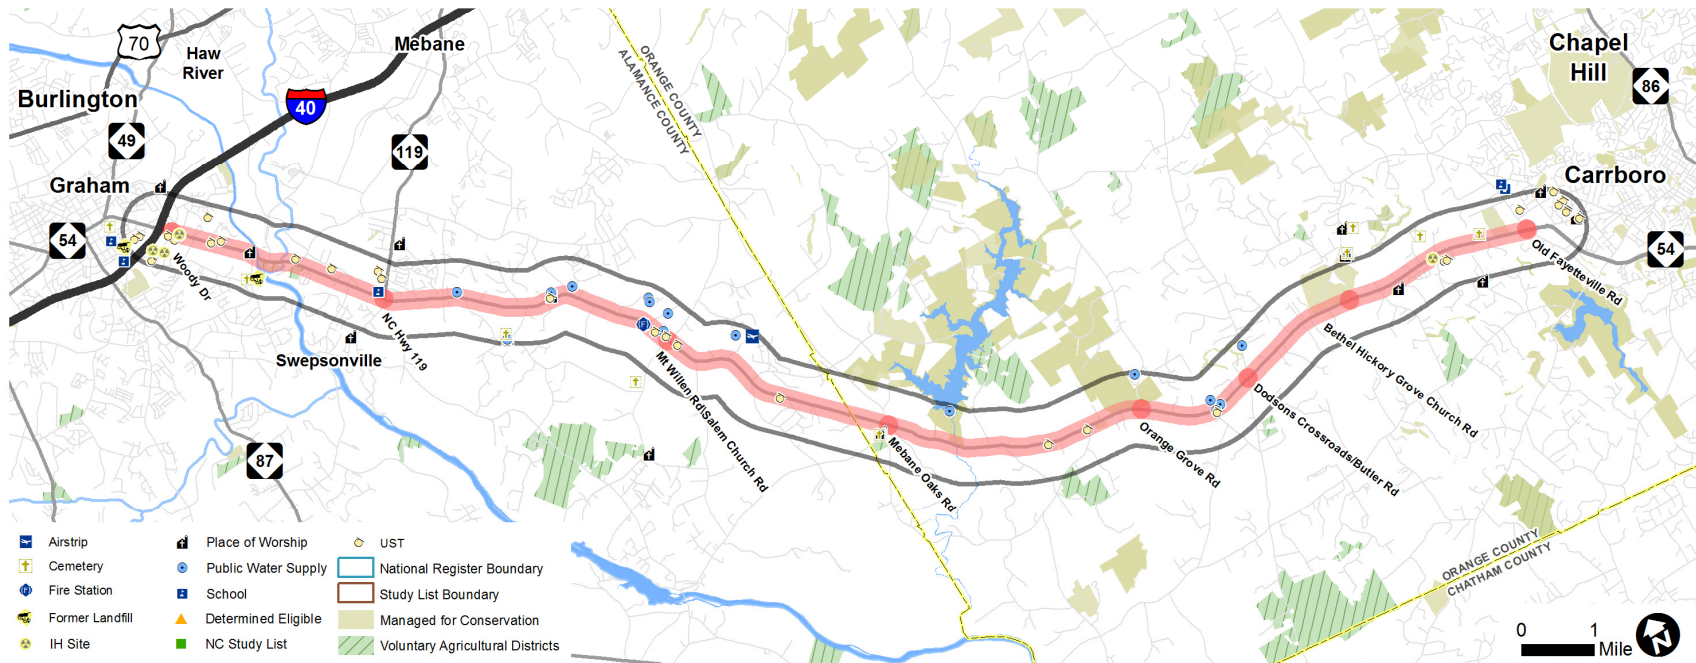 70
Haw
River
Mebane
Burlington
40
49
119
Graham
54
Woody Dr
NC Hwy 119
Swepsonville
87
Mt Willen Rd/Salem Church Rd
ORANGE COUNTY
ALAMANCE COUNTY
Mebane Oaks Rd
Orange Grove Rd
Dodsons Crossroads/Butler Rd
Bethel Hickory Grove Church Rd
Old Fayetteville Rd
Chapel
Hill
86
Carrboro
54
ORANGE COUNTY
CHATHAM COUNTY
Airstrip
Cemetery
Fire Station
Former Landfill
IH Site
Place of Worship
Public Water Supply
School
Determined Eligible
NC Study List
UST
National Register Boundary
Study List Boundary
Managed for Conservation
Voluntary Agricultural Districts
0 1
Mile
N